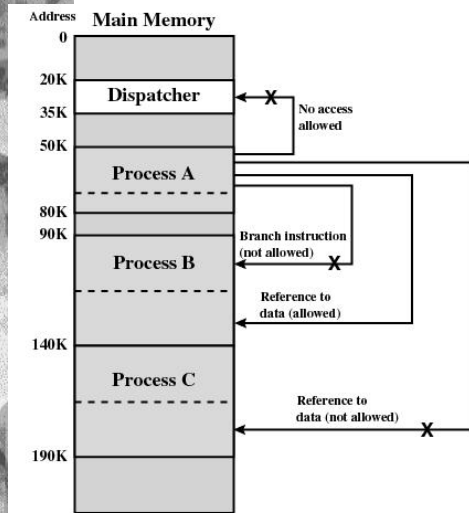 Address
Main Memory
0
20K
Dispatcher
X
35K
No access
allowed
50K
Process A
80K
90K
Branch instruction
(not allowed)
X
Process B
Reference to
data (allowed)
140K
Process C
Reference to
data (not allowed)
X
190K